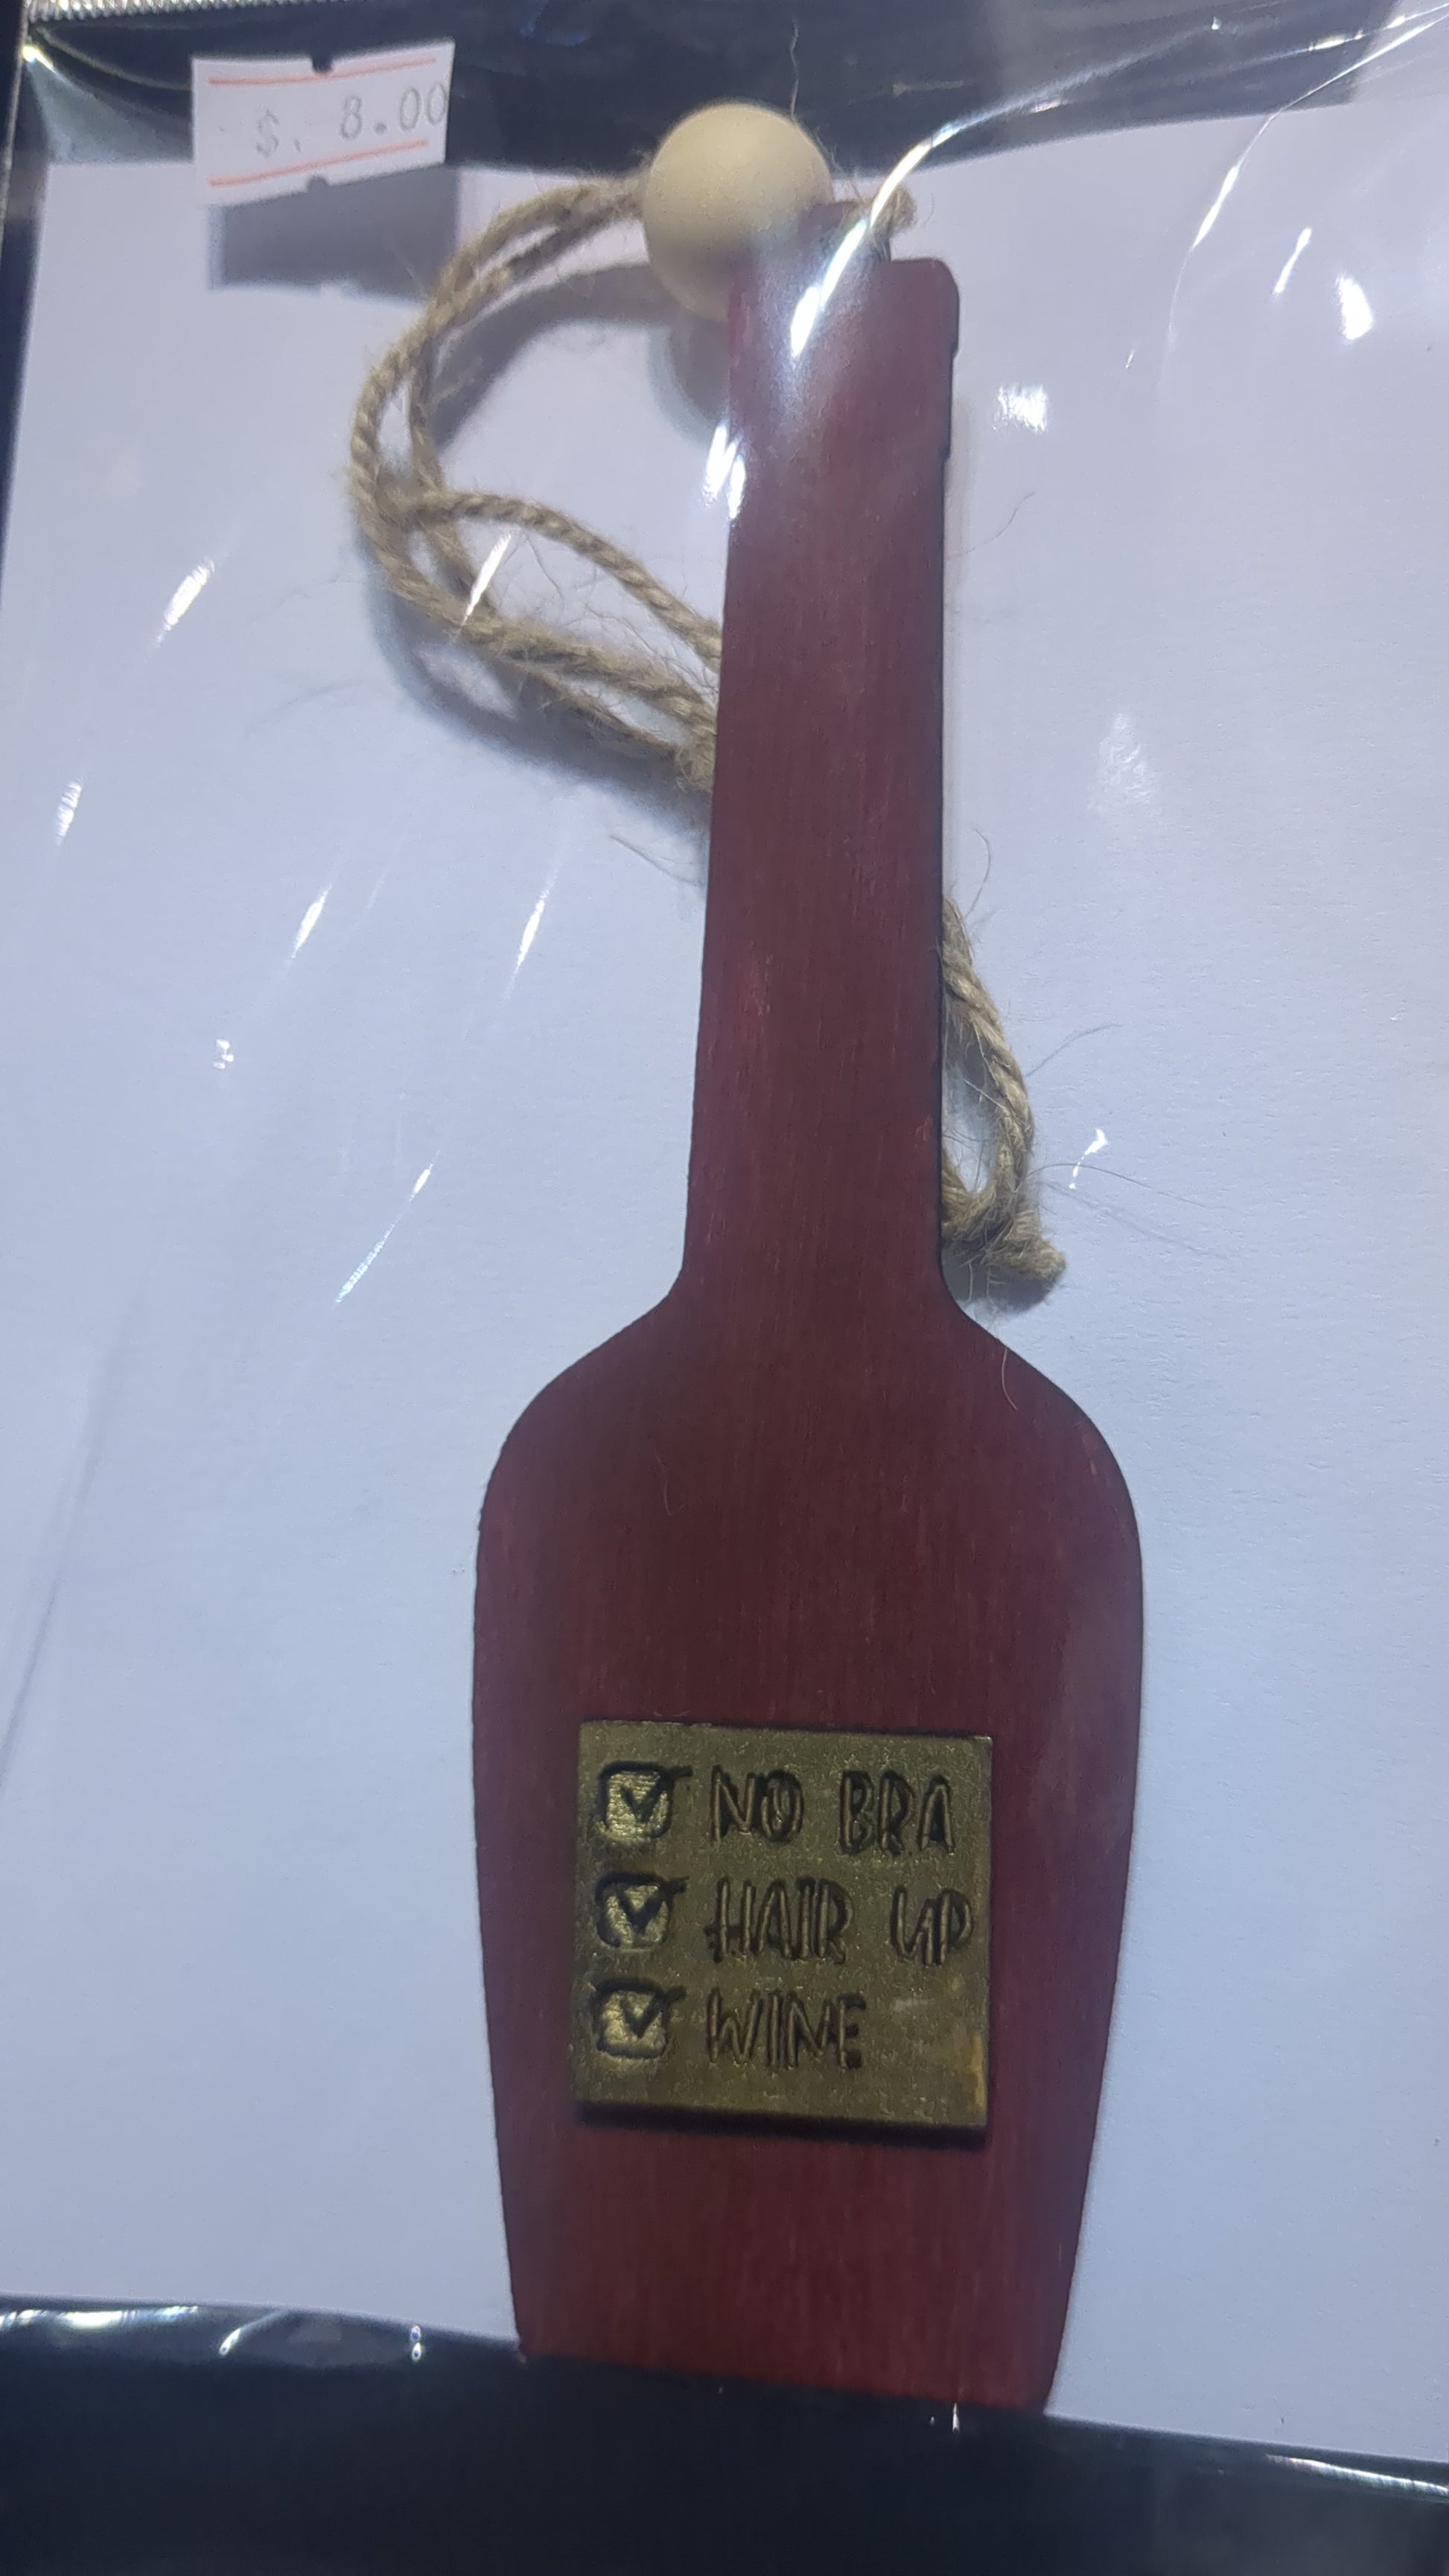 $. 8.00
NO BRA
HAIR UP
WINE